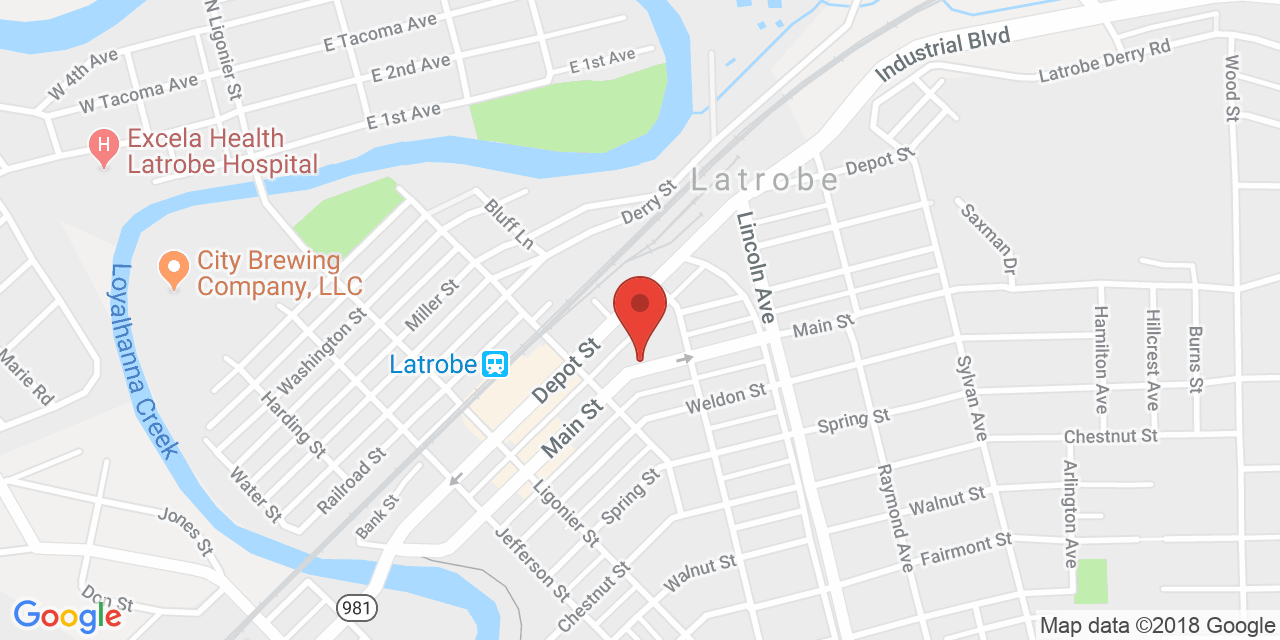 N Ligonier St
E Tacoma Ave
W 4th Ave
E 2nd Ave
E 1st Ave
W Tacoma Ave
E 1st Ave
Industrial Blvd
Latrobe Derry Rd
Wood St
H
Excela Health
Latrobe Hospital
Depot St
Latrobe
Derry St
Bluff Ln
Lincoln Ave
Saxman Dr
City Brewing
Company, LLC
Loyalhanna Creek
Miller St
Washington St
Main St
Hamilton Ave
Hillcrest Ave
Burns St
Marie Rd
Latrobe
Depot St
Main St
Weldon St
Spring St
Sylvan Ave
Chestnut St
Harding St
Railroad St
Water St
Bank St
Ligonier St
Spring St
Raymond Ave
Walnut St
Arlington Ave
Jones St
Jefferson St
Chestnut St
Walnut St
Fairmont St
Don St
981
Google
Map data ©2018 Google